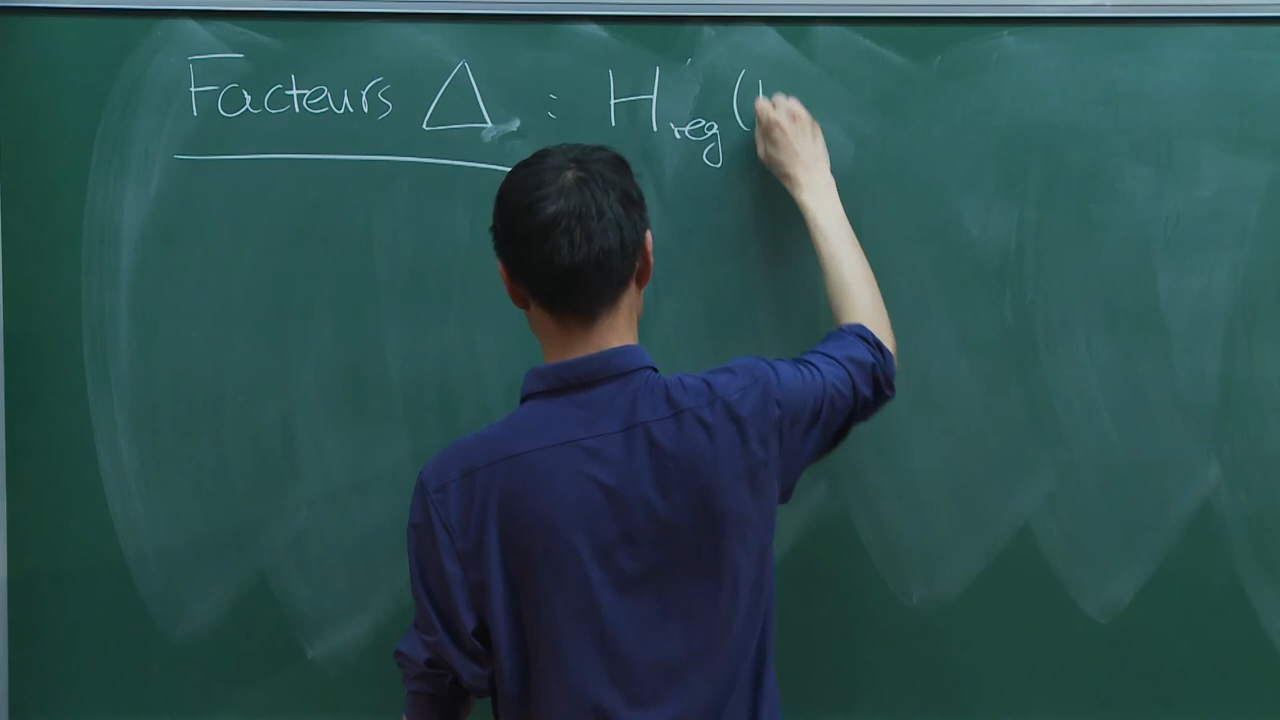 Facteurs Δ : H_reg (